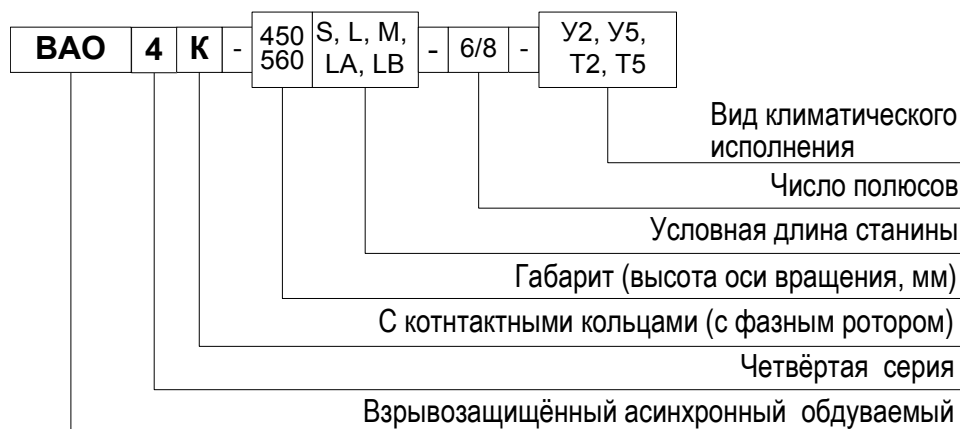 ВАО 4 К - 450 560 S, L, M, LA, LB - 6/8 - У2, У5, Т2, Т5
Вид климатического
исполнения
Число полюсов
Условная длина станины
Габарит (высота оси вращения, мм)
С котнтактными кольцами (с фазным ротором)
Четвёртая серия
Взрывозащищённый асинхронный обдуваемый